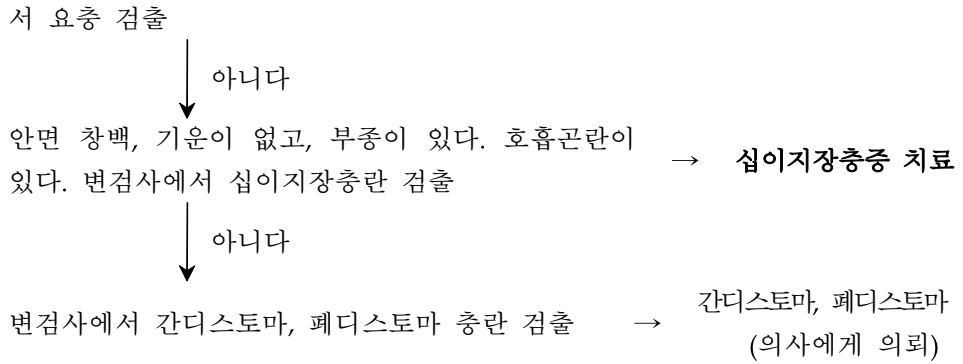 서 요충 검출
아니다
안면 창백, 기운이 없고, 부종이 있다. 호흡곤란이
있다. 변검사에서 십이지장충란 검출
→ 십이지장충증 치료
아니다
변검사에서 간디스토마, 폐디스토마 충란 검출 →
간디스토마, 폐디스토마
(의사에게 의뢰)